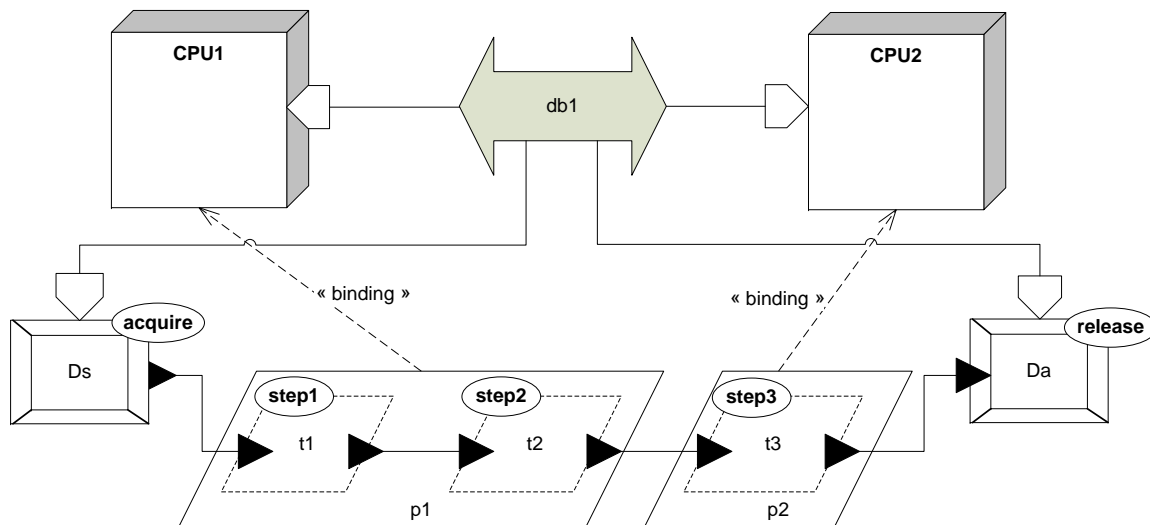 CPU1
CPU2
db1
« binding »
« binding »
acquire
release
Ds
Da
step1
step2
step3
t1
t2
t3
p1
p2